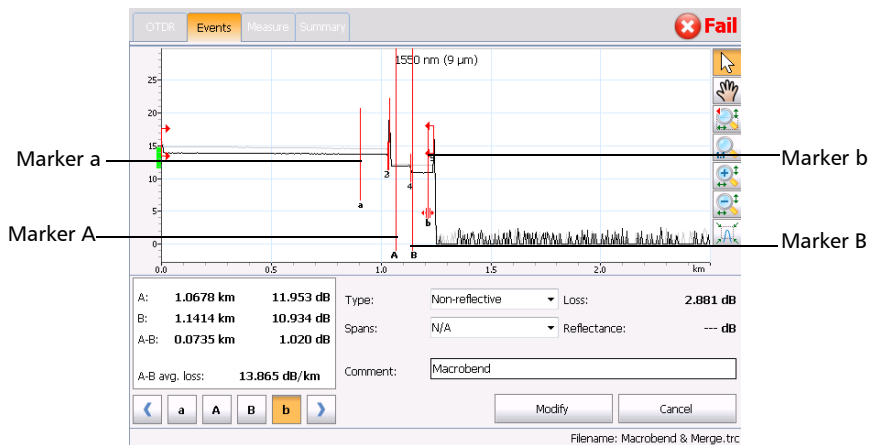 OTDR Events Measure Summary Fail
1550 nm (9 µm)
25
20
15
10
5
0
0.0 0.5 1.0 1.5 2.0 km
3
4
a
b
A B
Marker a
Marker A
Marker b
Marker B
A: 1.0678 km 11.953 dB
B: 1.1414 km 10.934 dB
A-B: 0.0735 km 1.020 dB
A-B avg. loss: 13.865 dB/km
a A B b
Type: Non-reflective Loss: 2.881 dB
Spans: N/A Reflectance: --- dB
Comment: Macrobend
Modify Cancel
Filename: Macrobend & Merge.trc